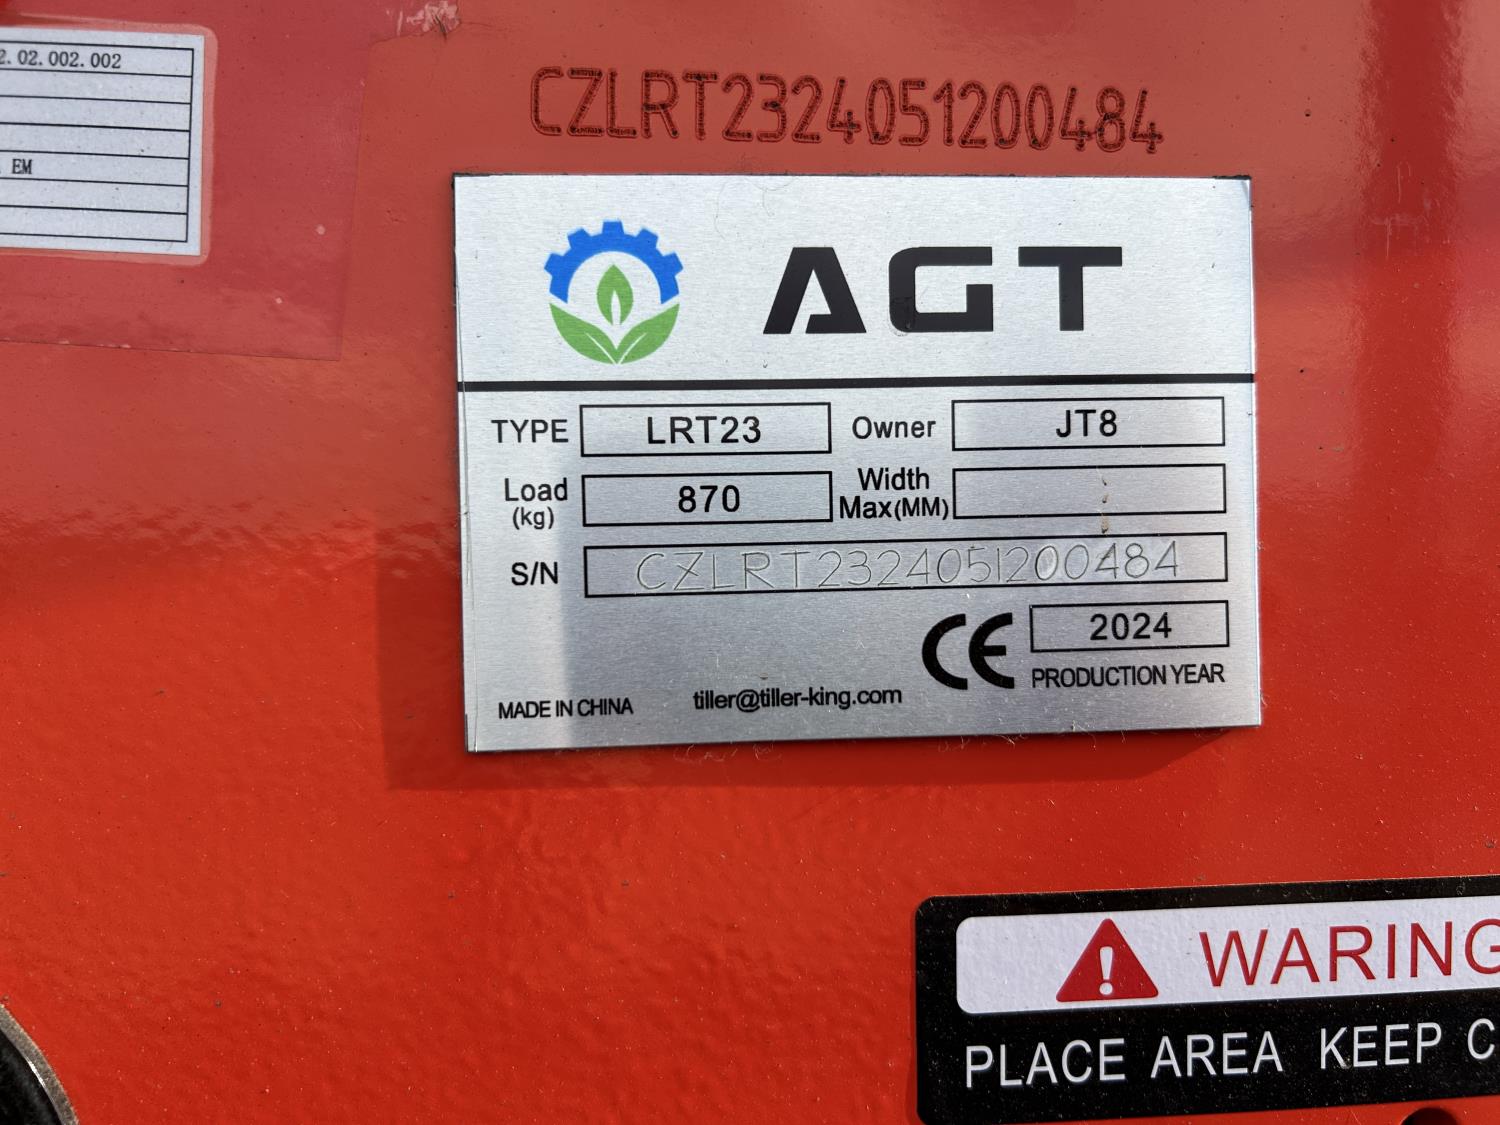 2.02.002.002
EM
CZLRT2324051200484
AGT
TYPE LRT23 Owner JT8
Load (kg) 870 Width Max(MM)
S/N CZLRT2324051200484
CE 2024
PRODUCTION YEAR
MADE IN CHINA tiller@tiller-king.com
WARING
PLACE AREA KEEP C